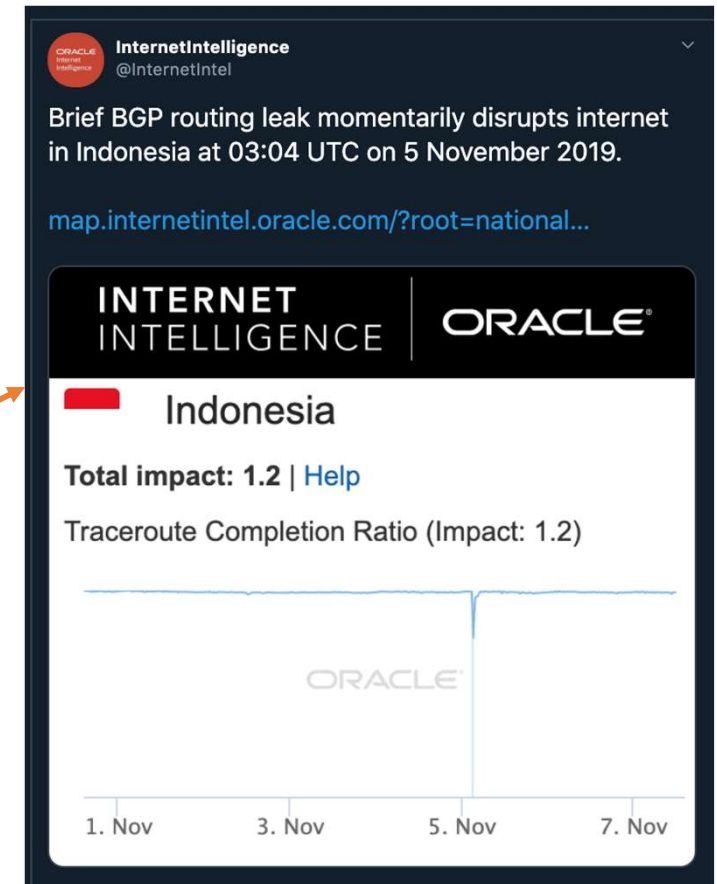 ORACLE
Internet
Intelligence
InternetIntelligence
@InternetIntel
Brief BGP routing leak momentarily disrupts internet
in Indonesia at 03:04 UTC on 5 November 2019.
map.internetintel.oracle.com/?root=national...
INTERNET
INTELLIGENCE
ORACLE®
Indonesia
Total impact: 1.2 | Help
Traceroute Completion Ratio (Impact: 1.2)
ORACLE
1. Nov 3. Nov 5. Nov 7. Nov